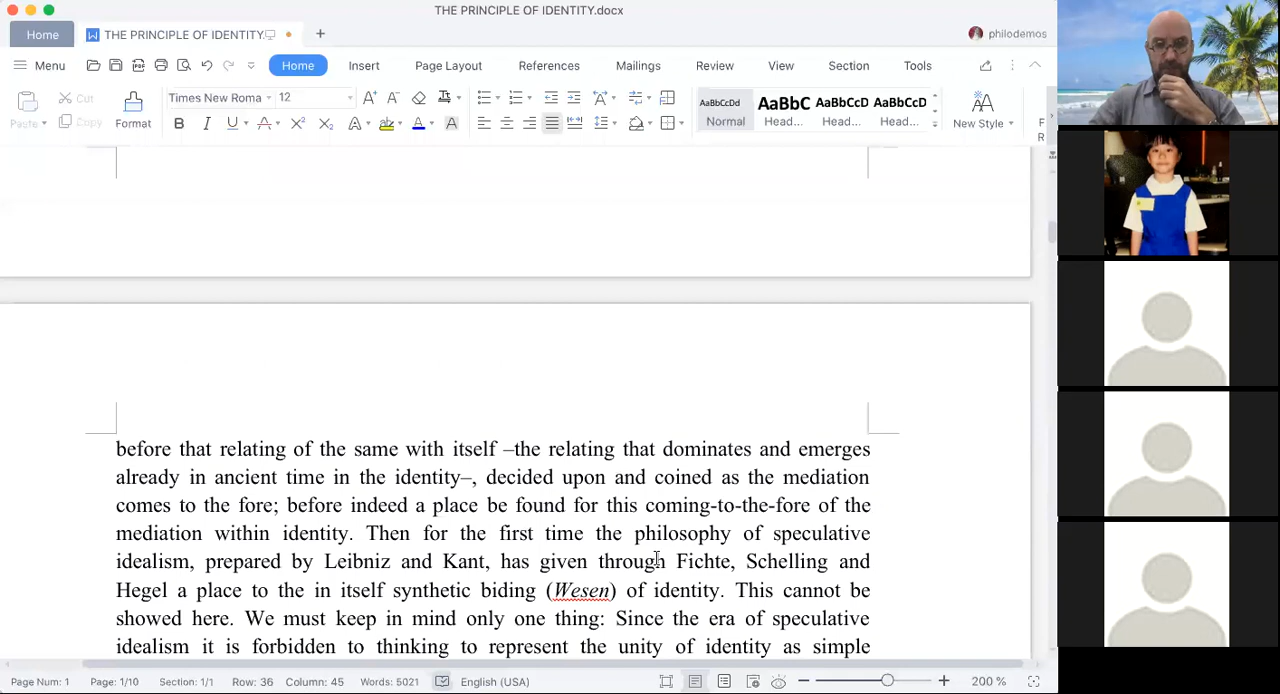 THE PRINCIPLE OF IDENTITY.docx
Home
THE PRINCIPLE OF IDENTITY.
philodemos
Menu
Home
Insert
Page Layout
References
Mailings
Review
View
Section
Tools
Paste
Cut
Copy
Format
Times New Roma
12
B I U A X² X₂ A A A
AaBbCcDd
Normal
AaBbC
Head...
AaBbCcD
Head...
AaBbCcD
Head...
New Style
F
R
before that relating of the same with itself –the relating that dominates and emerges
already in ancient time in the identity–, decided upon and coined as the mediation
comes to the fore; before indeed a place be found for this coming-to-the-fore of the
mediation within identity. Then for the first time the philosophy of speculative
idealism, prepared by Leibniz and Kant, has given through Fichte, Schelling and
Hegel a place to the in itself synthetic biding (Wesen) of identity. This cannot be
showed here. We must keep in mind only one thing: Since the era of speculative
idealism it is forbidden to thinking to represent the unity of identity as simple
Page Num: 1
Page: 1/10
Section: 1/1
Row: 36
Column: 45
Words: 5021
English (USA)
200 %